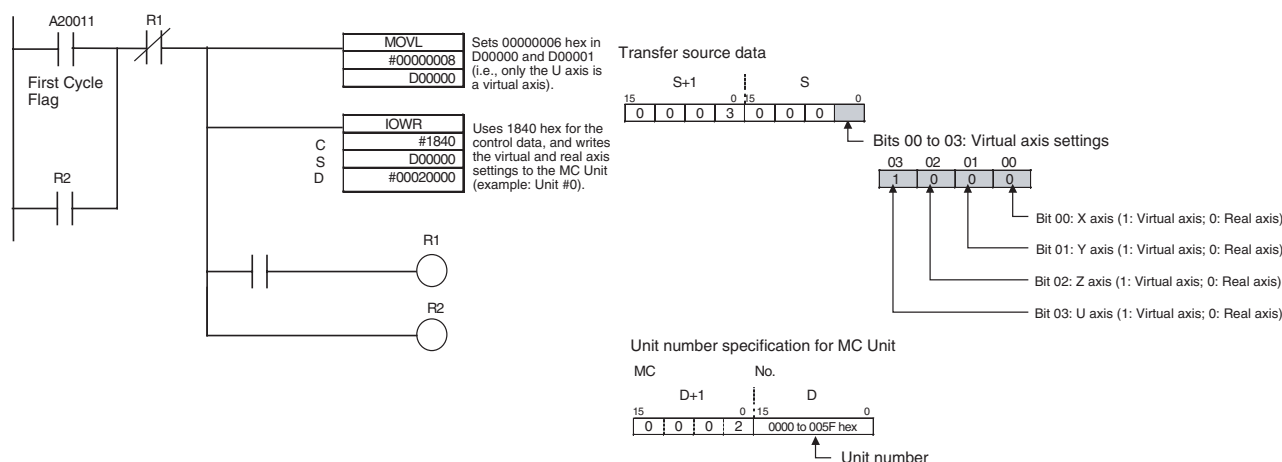 A20011
R1
First Cycle
Flag
R2
MOVL
#00000008
D00000
Sets 00000006 hex in
D00000 and D00001
(i.e., only the U axis is
a virtual axis).
IOWR
C #1840
S D00000
D #00020000
Uses 1840 hex for the
control data, and writes
the virtual and real axis
settings to the MC Unit
(example: Unit #0).
R1
R2
Transfer source data
S+1 S
15 0 15 0
0 0 0 3 0 0 0
Bits 00 to 03: Virtual axis settings
03 02 01 00
1 0 0 0
Bit 00: X axis (1: Virtual axis; 0: Real axis)
Bit 01: Y axis (1: Virtual axis; 0: Real axis)
Bit 02: Z axis (1: Virtual axis; 0: Real axis)
Bit 03: U axis (1: Virtual axis; 0: Real axis)
Unit number specification for MC Unit
MC No.
D+1 D
15 0 15 0
0 0 0 2 0000 to 005F hex
Unit number